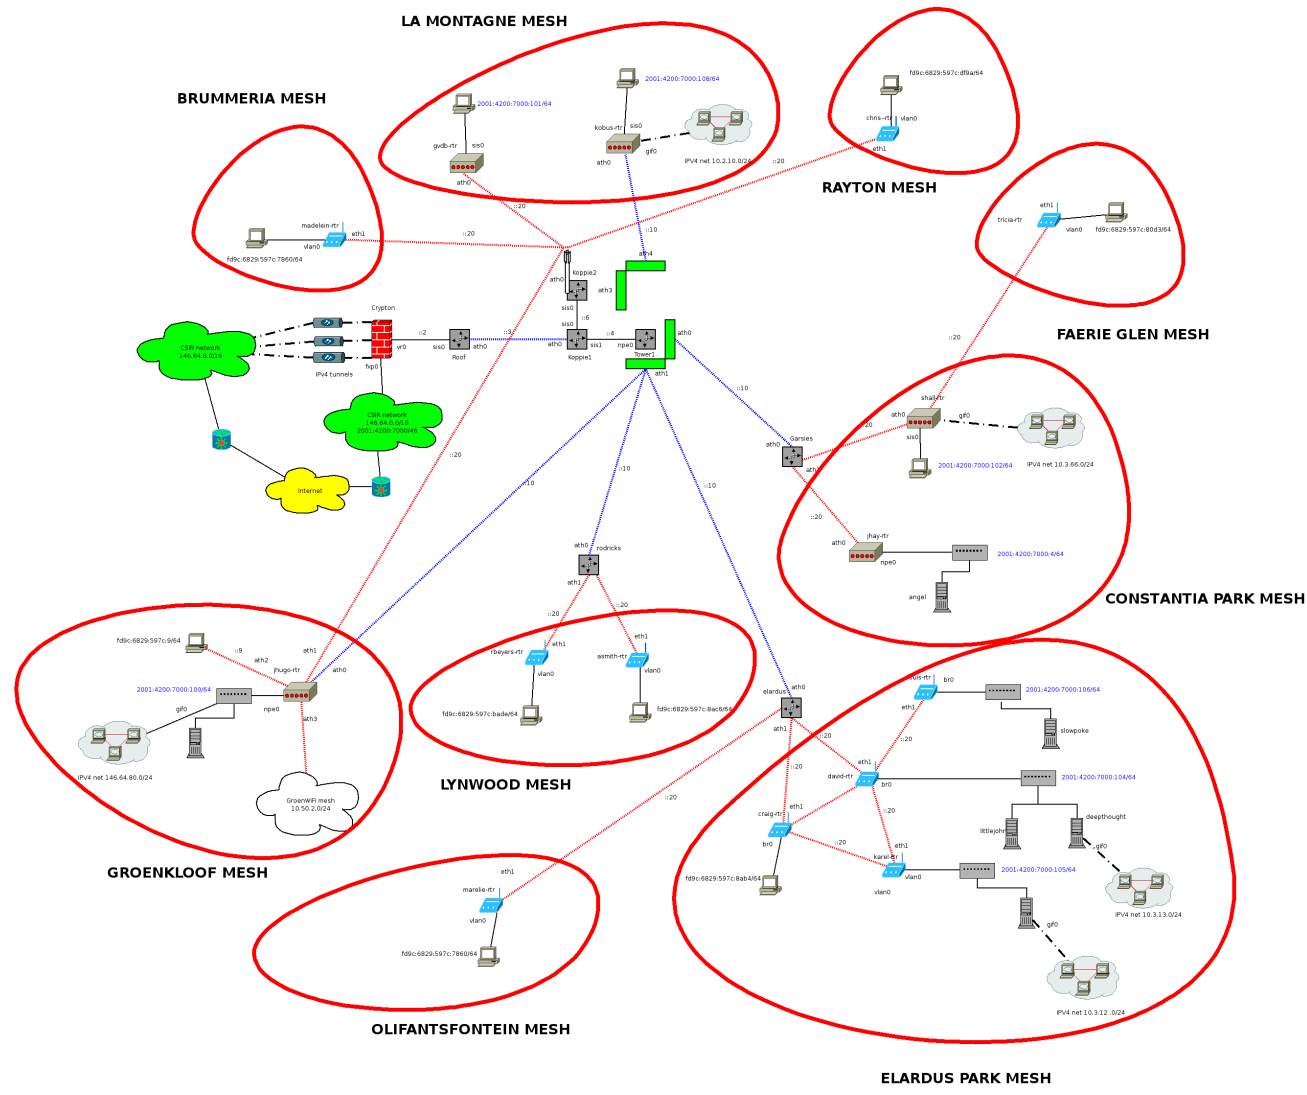 LA MONTAGNE MESH
2001:4200:7000:108/64
2001:4200:7000:101/64
kobus-rtr
sis0
gvdb-rtr
sis0
gif0
ath0
IPV4 net 10.2.10.0/24
ath0
::20
::20
::10
fd9c:6829:597c:df9a/64
chris-rtr
vlan0
eth1
RAYTON MESH
BRUMMERIA MESH
madelein-rtr
eth1
vlan0
fd9c:6829:597c:7860/64
::20
eth1
tricia-rtr
vlan0
fd9c:6829:597c:80d3/64
FAERIE GLEN MESH
::20
ath4
ath3
Koppie2
ath0
sis0
::6
sis0
Crypton
CSIR network
146.64.0.0/16
IPv4 tunnels
vr0
fxp0
::2
sis0
Roof
ath0
::3
ath0
Koppie1
sis1
::4
npe0
Tower1
ath0
ath1
CSIR network
146.64.0.0/16
2001:4200:7000/46
Internet
::20
::10
::10
::10
::10
Garsies
ath0
::20
::20
shall-rtr
ath0
gif0
sis0
2001:4200:7000:102/64
IPV4 net 10.3.66.0/24
jhay-rtr
ath0
npe0
2001:4200:7000:4/64
angel
CONSTANTIA PARK MESH
ath0
rodricks
ath1
::20
::20
rbeyers-rtr
eth1
vlan0
fd9c:6829:597c:bade/64
eth1
asmith-rtr
vlan0
fd9c:6829:597c:8ac6/64
LYNWOOD MESH
fd9c:6829:597c:9/64
::9
ath2
ath1
jhugo-rtr
ath0
2001:4200:7000:100/64
gif0
npe0
ath3
IPV4 net 146.64.80.0/24
GroenWiFi mesh
10.50.2.0/24
GROENKLOOF MESH
ath0
elardus
ath1
::20
::20
::20
::20
br0
eth1
2001:4200:7000:106/64
slowpoke
eth1
david-rtr
br0
2001:4200:7000:104/64
littlejohn
deepthought
gif0
IPV4 net 10.3.13.0/24
craig-rtr
eth1
br0
::20
::20
fd9c:6829:597c:8ab4/64
eth1
karel-rtr
vlan0
vlan0
2001:4200:7000:105/64
gif0
IPV4 net 10.3.12 .0/24
ELARDUS PARK MESH
eth1
marelie-rtr
vlan0
fd9c:6829:597c:7860/64
OLIFANTSFONTEIN MESH